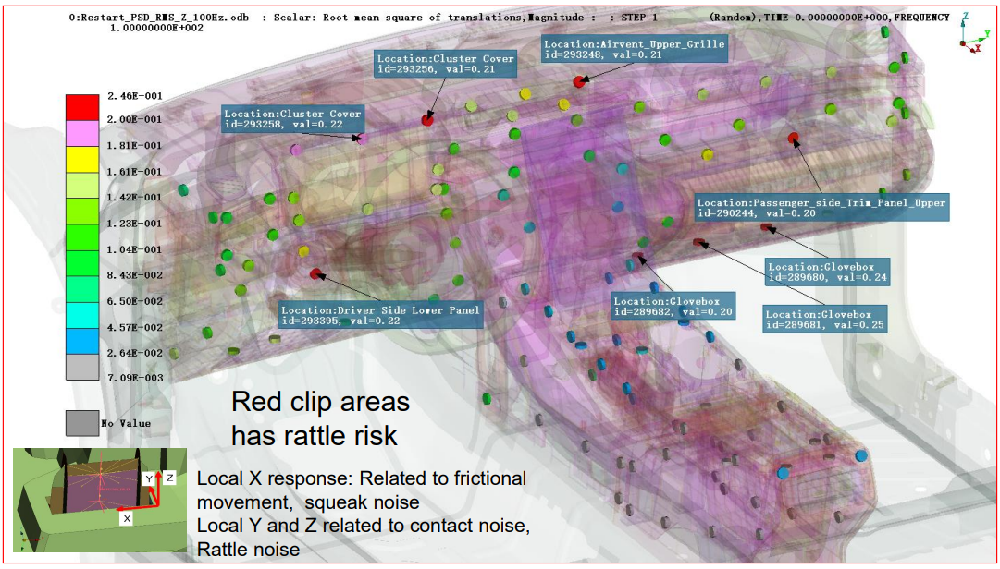 O:Restart_PSD_RMS_Z_100Hz.odb : Scalar: Root mean square of translations,Magnitude : : STEP 1 (Random),TIME 0.00000000E+000,FREQUENCY
1.00000000E+002
Z
Y
X
Location:Airvent_Upper_Grille
id=293248, val=0.21
Location:Cluster Cover
id=293256, val=0.21
Location:Cluster Cover
id=293258, val=0.22
2.46E-001
2.00E-001
1.81E-001
1.61E-001
1.42E-001
1.23E-001
1.04E-001
8.43E-002
6.50E-002
4.57E-002
2.64E-002
7.09E-003
No Value
Location:Passenger_side_Trim_Panel_Upper
id=290244, val=0.20
Location:Glovebox
id=289680, val=0.24
Location:Glovebox
id=289682, val=0.20
Location:Glovebox
id=289681, val=0.25
Location:Driver Side Lower Panel
id=293395, val=0.22
Red clip areas
has rattle risk
Y
Z
X
Local X response: Related to frictional
movement, squeak noise
Local Y and Z related to contact noise,
Rattle noise